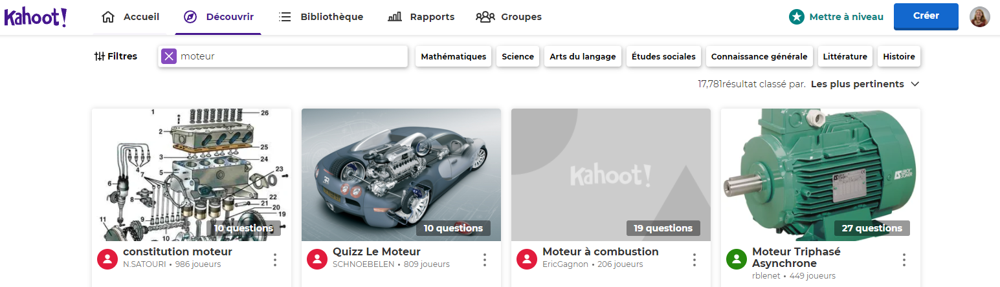 Kahoot!
Accueil
Découvrir
Bibliothèque
Rapports
Groupes
Mettre à niveau
Créer
Filtres
moteur
Mathématiques
Science
Arts du langage
Études sociales
Connaissance générale
Littérature
Histoire
17,781résultat classé par. Les plus pertinents
1
26
2
25
3
24
4
5
23
7
6
22
8
21
20
9
19
11
10
10 questions
10 questions
Kahoot!
19 questions
LEROY SOMER
27 questions
constitution moteur
N.SATOURI • 986 joueurs
Quizz Le Moteur
SCHNOEBELEN • 809 joueurs
Moteur à combustion
EricGagnon • 206 joueurs
Moteur Triphasé
Asynchrone
rblenet • 449 joueurs